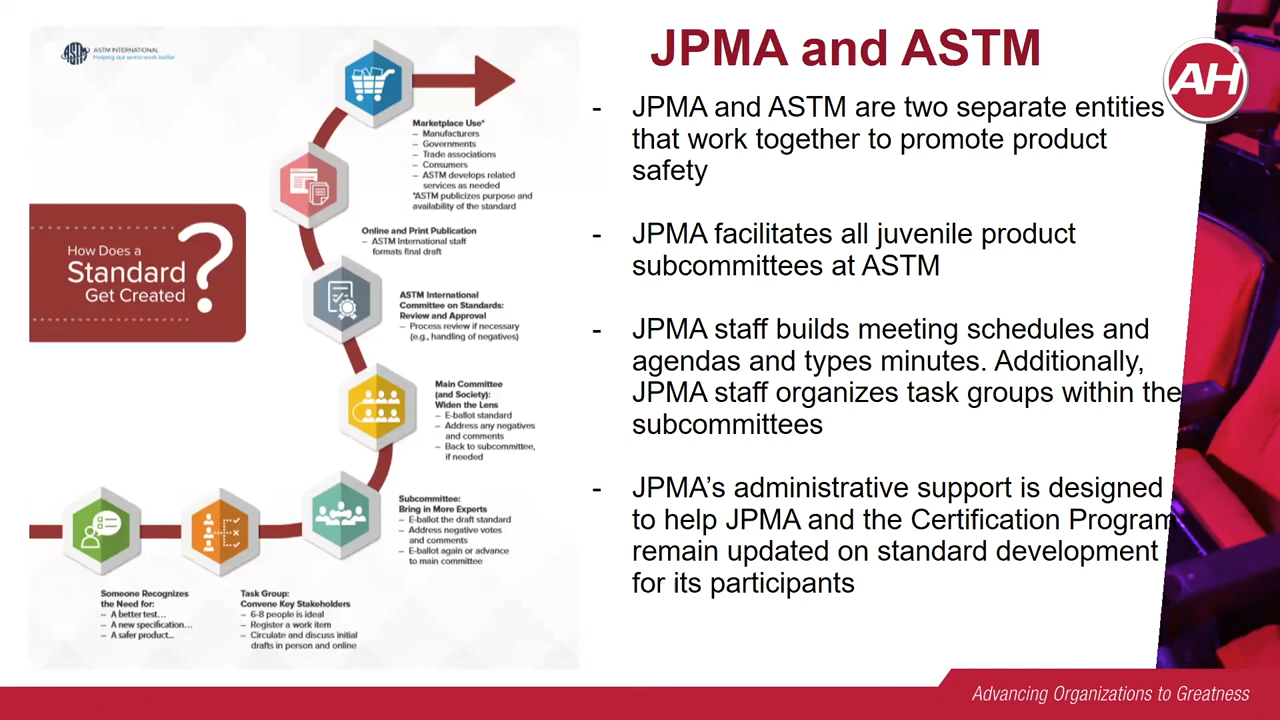 ASTM INTERNATIONAL
Helping our world work better
How Does a
Standard
Get Created
?
Marketplace Use*
– Manufacturers
– Governments
– Trade associations
– Consumers
– ASTM develops related
services as needed
*ASTM publicizes purpose and
availability of the standard
Online and Print Publication
– ASTM International staff
formats final draft
ASTM International
Committee on Standards:
Review and Approval
– Process review if necessary
(e.g., handling of negatives)
Main Committee
(and Society):
Widen the Lens
– E-ballot standard
– Address any negatives
and comments
– Back to subcommittee,
if needed
Subcommittee:
Bring in More Experts
– E-ballot the draft standard
– Address negative votes
and comments
– E-ballot again or advance
to main committee
Someone Recognizes
the Need for:
– A better test...
– A new specification...
– A safer product...
Task Group:
Convene Key Stakeholders
– 6-8 people is ideal
– Register a work item
– Circulate and discuss initial
drafts in person and online
JPMA and ASTM
AH
- JPMA and ASTM are two separate entities
that work together to promote product
safety
- JPMA facilitates all juvenile product
subcommittees at ASTM
- JPMA staff builds meeting schedules and
agendas and types minutes. Additionally,
JPMA staff organizes task groups within the
subcommittees
- JPMA’s administrative support is designed
to help JPMA and the Certification Program
remain updated on standard development
for its participants
Advancing Organizations to Greatness